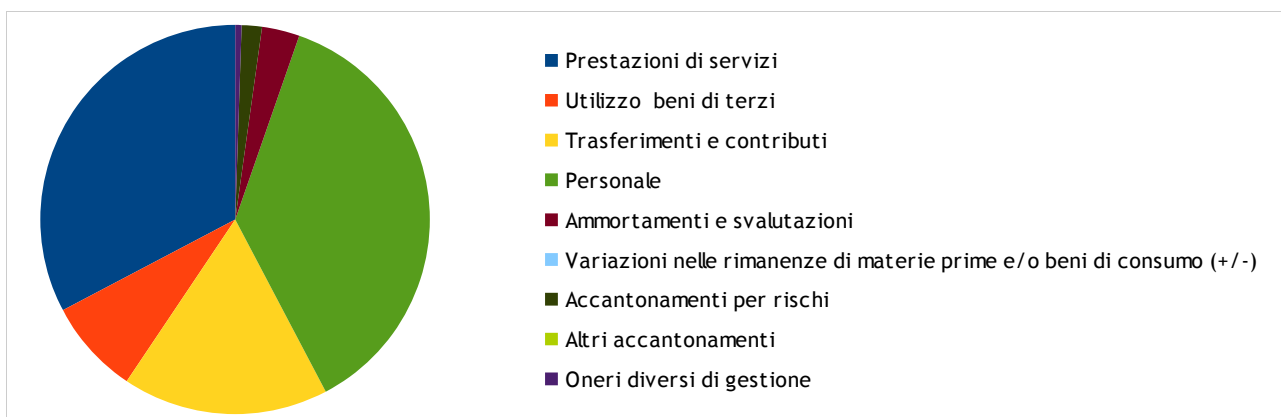 Prestazioni di servizi
Utilizzo beni di terzi
Trasferimenti e contributi
Personale
Ammortamenti e svalutazioni
Variazioni nelle rimanenze di materie prime e/o beni di consumo (+/-)
Accantonamenti per rischi
Altri accantonamenti
Oneri diversi di gestione